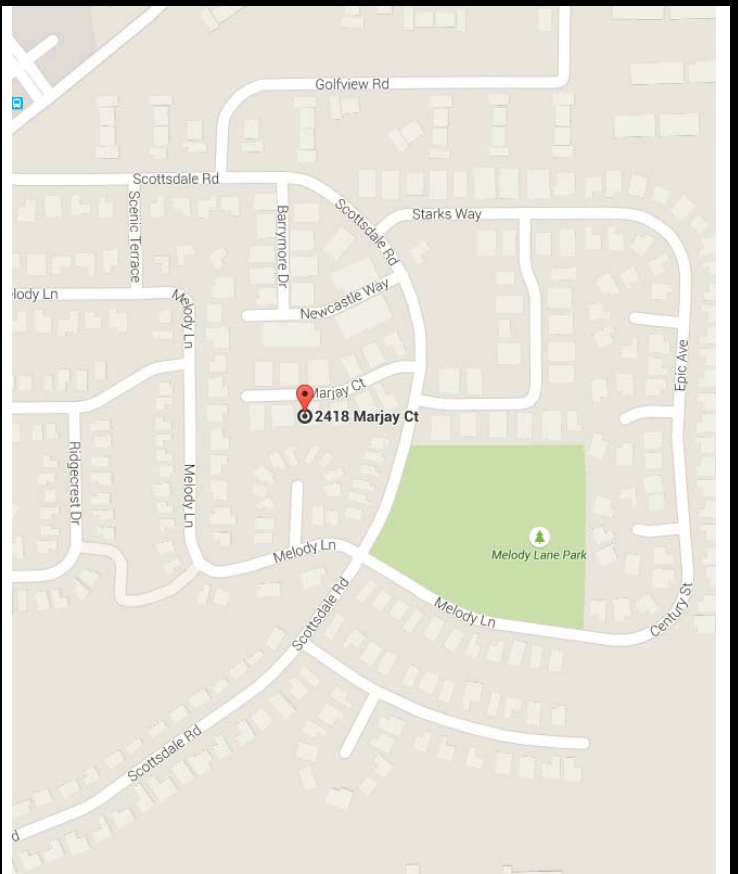 Golfview Rd
Scottsdale Rd
Scenic Terrace
Barrymore Dr
Scottsdale Rd
Starks Way
lody Ln
Melody Ln
Newcastle Way
Epic Ave
Marjay Ct
2418 Marjay Ct
Ridgecrest Dr
Melody Ln
Melody Ln
Melody Lane Park
Scottsdale Rd
Melody Ln
Century St
Scottsdale Rd
d